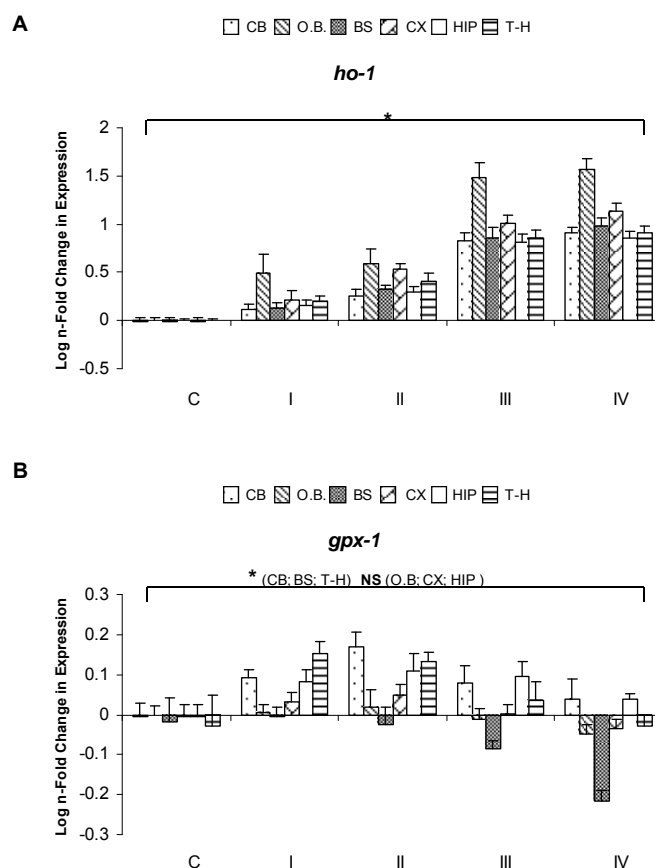 A
CB O.B. BS CX HIP T-H
ho-1
*
Log n-Fold Change in Expression
2
1.5
1
0.5
0
-0.5
C I II III IV
B
CB O.B. BS CX HIP T-H
gpx-1
* (CB; BS; T-H) NS (O.B; CX; HIP )
Log n-Fold Change in Expression
0.3
0.2
0.1
0
-0.1
-0.2
-0.3
C I II III IV